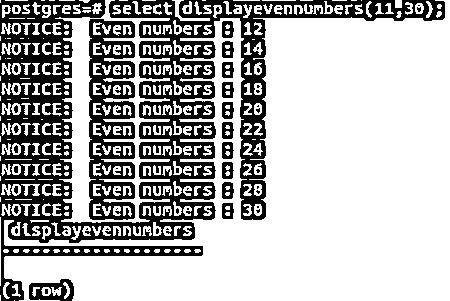 postgres=# select displayevennumbers(11,30);
NOTICE:  Even numbers : 12
NOTICE:  Even numbers : 14
NOTICE:  Even numbers : 16
NOTICE:  Even numbers : 18
NOTICE:  Even numbers : 20
NOTICE:  Even numbers : 22
NOTICE:  Even numbers : 24
NOTICE:  Even numbers : 26
NOTICE:  Even numbers : 28
NOTICE:  Even numbers : 30
displayevennumbers
--------------------
(1 row)